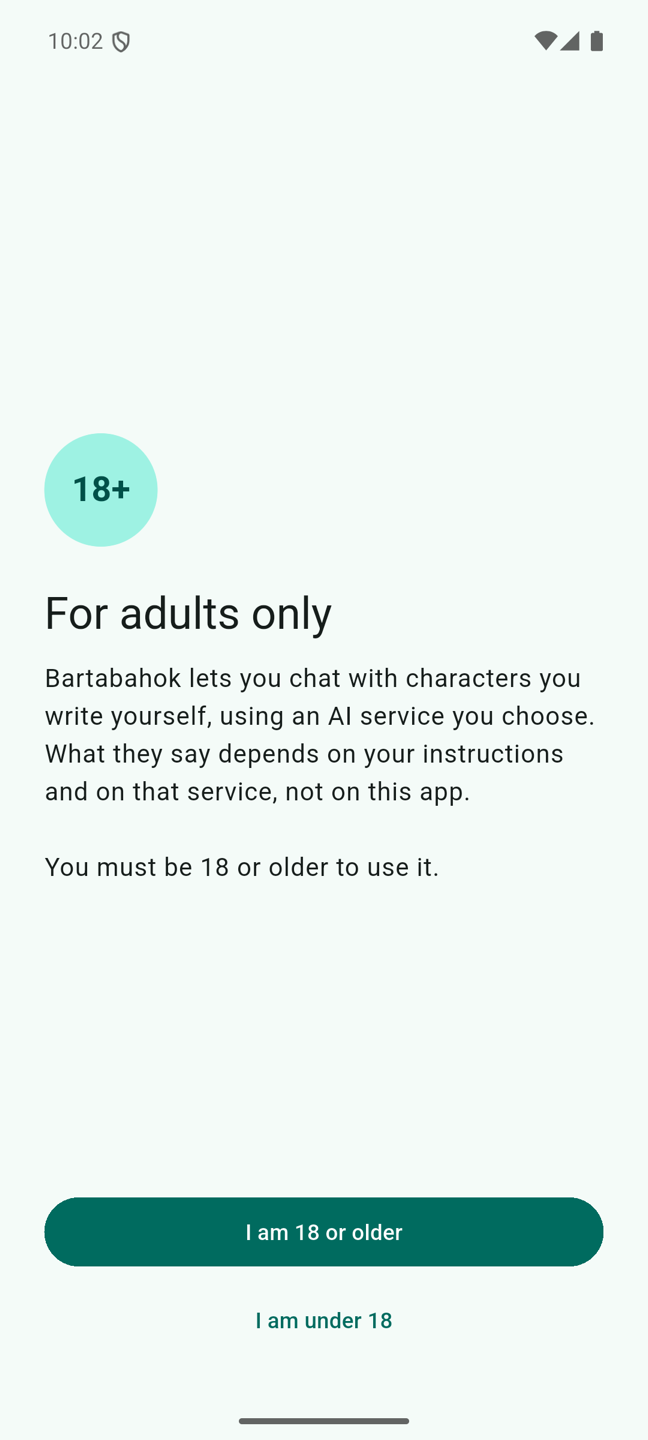 10:02
18+
For adults only
Bartabahok lets you chat with characters you
write yourself, using an AI service you choose.
What they say depends on your instructions
and on that service, not on this app.
You must be 18 or older to use it.
I am 18 or older
I am under 18